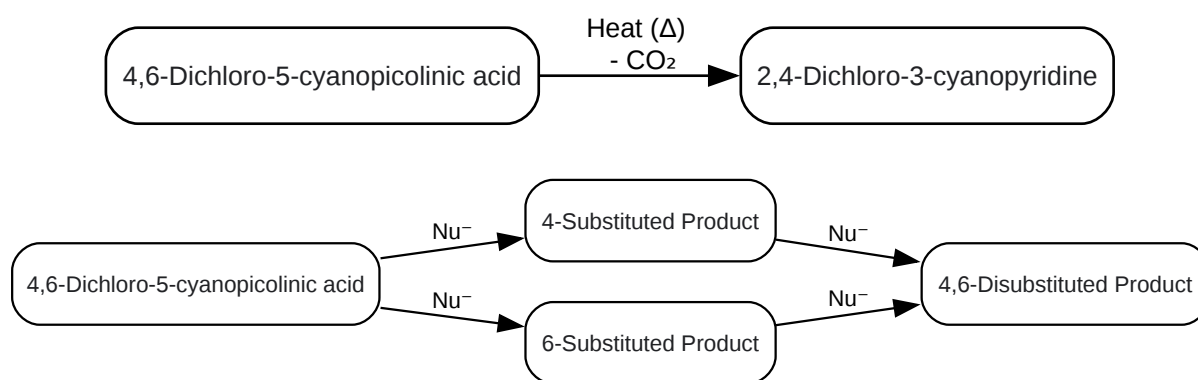 4,6-Dichloro-5-cyanopicolinic acid
Heat (Δ)
- CO₂
2,4-Dichloro-3-cyanopyridine
4,6-Dichloro-5-cyanopicolinic acid
Nu⁻
Nu⁻
4-Substituted Product
6-Substituted Product
Nu⁻
Nu⁻
4,6-Disubstituted Product